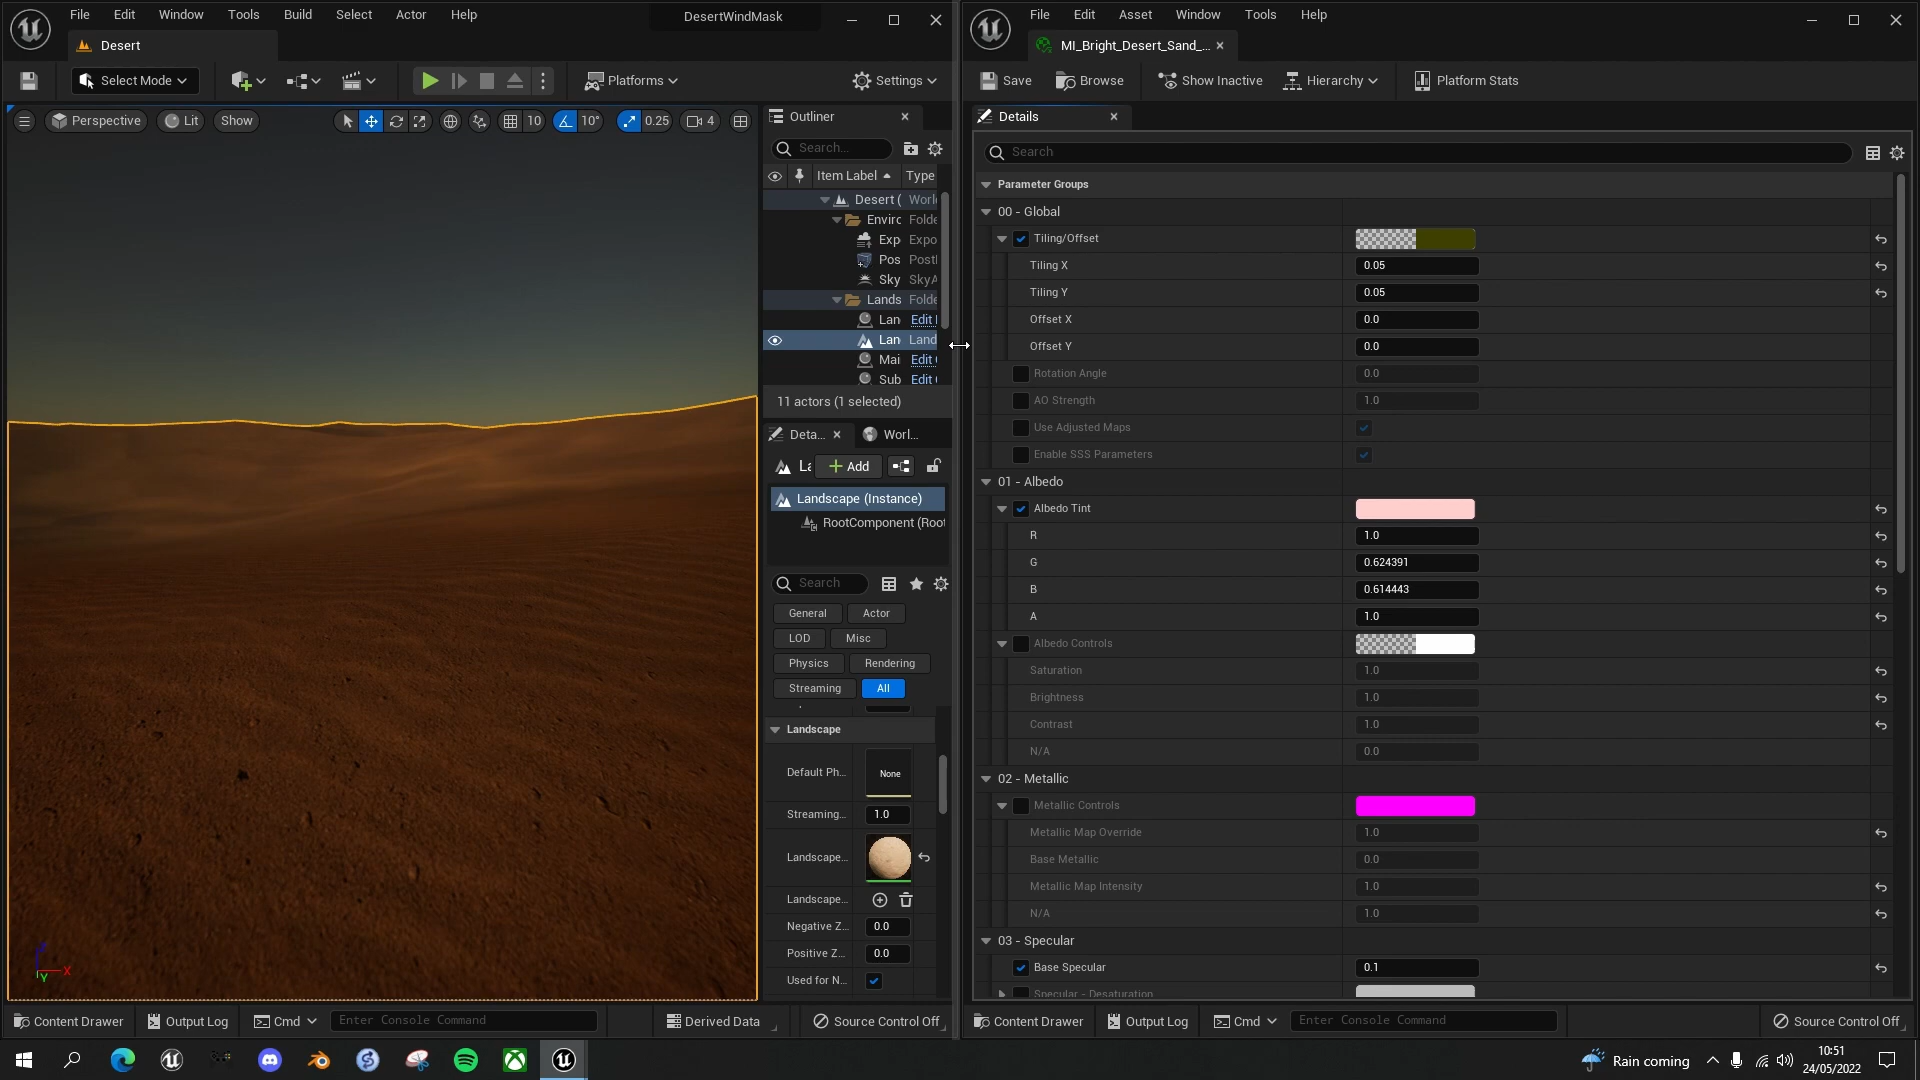 File Edit Window Tools Build Select Actor Help DesertWindMask
Desert
Select Mode Platforms Settings
Perspective Lit Show 10 10° 0.25 4
Outliner
Search...
Item Label Type
Desert ( Worl
Enviro Folde
Exp Expo
Pos Post
Sky SkyA
Lands Folde
Lan Edit
Lan Land
Mai Edit
Sub Edit
11 actors (1 selected)
Deta... Worl...
Add
Landscape (Instance)
RootComponent (Root
Search
General Actor
LOD Misc
Physics Rendering
Streaming All
Landscape
Default Ph... None
Streaming... 1.0
Landscape...
Landscape...
Negative Z... 0.0
Positive Z... 0.0
Used for N...
Content Drawer Output Log Cmd Enter Console Command Derived Data Source Control Off
File Edit Asset Window Tools Help
MI_Bright_Desert_Sand_...
Save Browse Show Inactive Hierarchy Platform Stats
Details
Search
Parameter Groups
00 - Global
Tiling/Offset
Tiling X 0.05
Tiling Y 0.05
Offset X 0.0
Offset Y 0.0
Rotation Angle 0.0
AO Strength 1.0
Use Adjusted Maps
Enable SSS Parameters
01 - Albedo
Albedo Tint
R 1.0
G 0.624391
B 0.614443
A 1.0
Albedo Controls
Saturation 1.0
Brightness 1.0
Contrast 1.0
N/A 0.0
02 - Metallic
Metallic Controls
Metallic Map Override 1.0
Base Metallic 0.0
Metallic Map Intensity 1.0
N/A 1.0
03 - Specular
Base Specular 0.1
Specular - Desaturation
Content Drawer Output Log Cmd Enter Console Command Source Control Off
Rain coming
10:51
24/05/2022